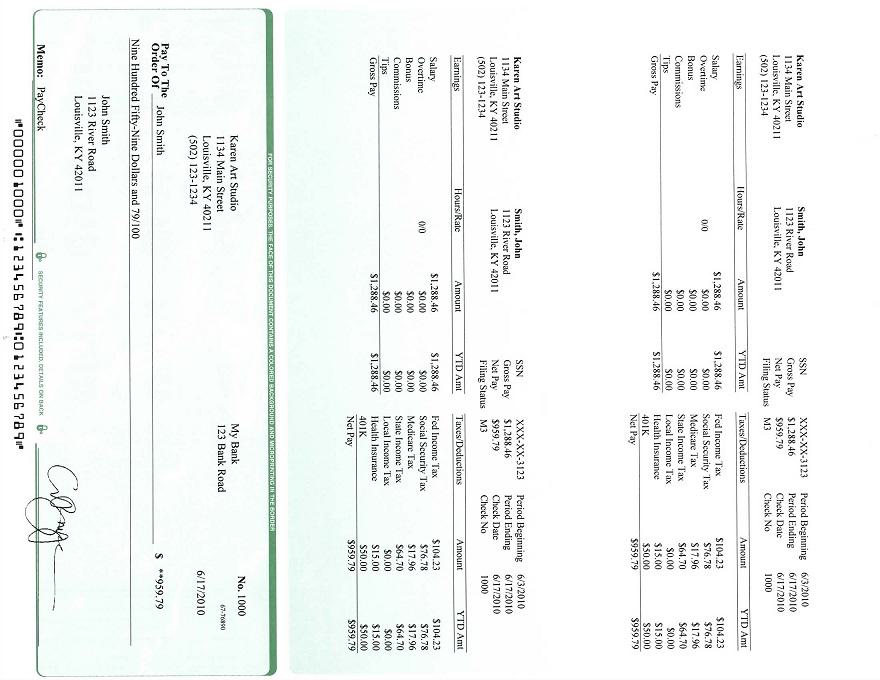 Karen Art Studio Smith, John SSN XXX-XX-3123 Period Beginning 6/3/2010
1134 Main Street 1123 River Road Gross Pay $1,288.46 Period Ending 6/17/2010
Louisville, KY 40211 Louisville, KY 42011 Net Pay $959.79 Check Date 6/17/2010
(502) 123-1234 Filing Status M3 Check No 1000
Earnings Hours/Rate Amount YTD Amt Taxes/Deductions Amount YTD Amt
Salary $1,288.46 $1,288.46 Fed Income Tax $104.23 $104.23
Overtime 0/0 $0.00 $0.00 Social Security Tax $76.78 $76.78
Bonus $0.00 $0.00 Medicare Tax $17.96 $17.96
Commissions $0.00 $0.00 State Income Tax $64.70 $64.70
Tips $0.00 $0.00 Local Income Tax $0.00 $0.00
Gross Pay $1,288.46 $1,288.46 Health Insurance $15.00 $15.00
401K $50.00 $50.00
Net Pay $959.79 $959.79
Karen Art Studio Smith, John SSN XXX-XX-3123 Period Beginning 6/3/2010
1134 Main Street 1123 River Road Gross Pay $1,288.46 Period Ending 6/17/2010
Louisville, KY 40211 Louisville, KY 42011 Net Pay $959.79 Check Date 6/17/2010
(502) 123-1234 Filing Status M3 Check No 1000
Earnings Hours/Rate Amount YTD Amt Taxes/Deductions Amount YTD Amt
Salary $1,288.46 $1,288.46 Fed Income Tax $104.23 $104.23
Overtime 0/0 $0.00 $0.00 Social Security Tax $76.78 $76.78
Bonus $0.00 $0.00 Medicare Tax $17.96 $17.96
Commissions $0.00 $0.00 State Income Tax $64.70 $64.70
Tips $0.00 $0.00 Local Income Tax $0.00 $0.00
Gross Pay $1,288.46 $1,288.46 Health Insurance $15.00 $15.00
401K $50.00 $50.00
Net Pay $959.79 $959.79
FOR SECURITY PURPOSES, THE FACE OF THIS DOCUMENT CONTAINS A COLORED BACKGROUND AND MICROPRINTING IN THE BORDER
Karen Art Studio My Bank No. 1000
1134 Main Street 123 Bank Road
Louisville, KY 40211
(502) 123-1234 6/17/2010
Pay To The
Order Of John Smith $ **959.79
Nine Hundred Fifty-Nine Dollars and 79/100
John Smith
1123 River Road
Louisville, KY 42011
Memo: PayCheck
SECURITY FEATURES INCLUDED. DETAILS ON BACK
⑈00000 1000⑈ ⑆123456789⑆0123456789⑈